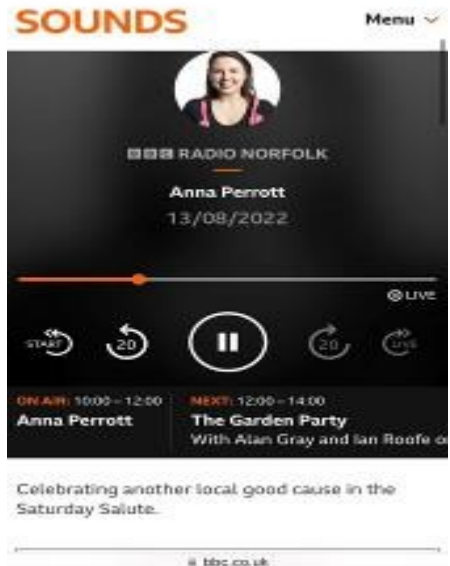 SOUNDS
Menu
BBC RADIO NORFOLK
Anna Perrott
13/08/2022
LIVE
START
20
20
LIVE
ON AIR: 10:00 – 12:00
Anna Perrott
NEXT: 12:00 – 14:00
The Garden Party
With Alan Gray and Ian Roofe o
Celebrating another local good cause in the
Saturday Salute.
bbc.co.uk